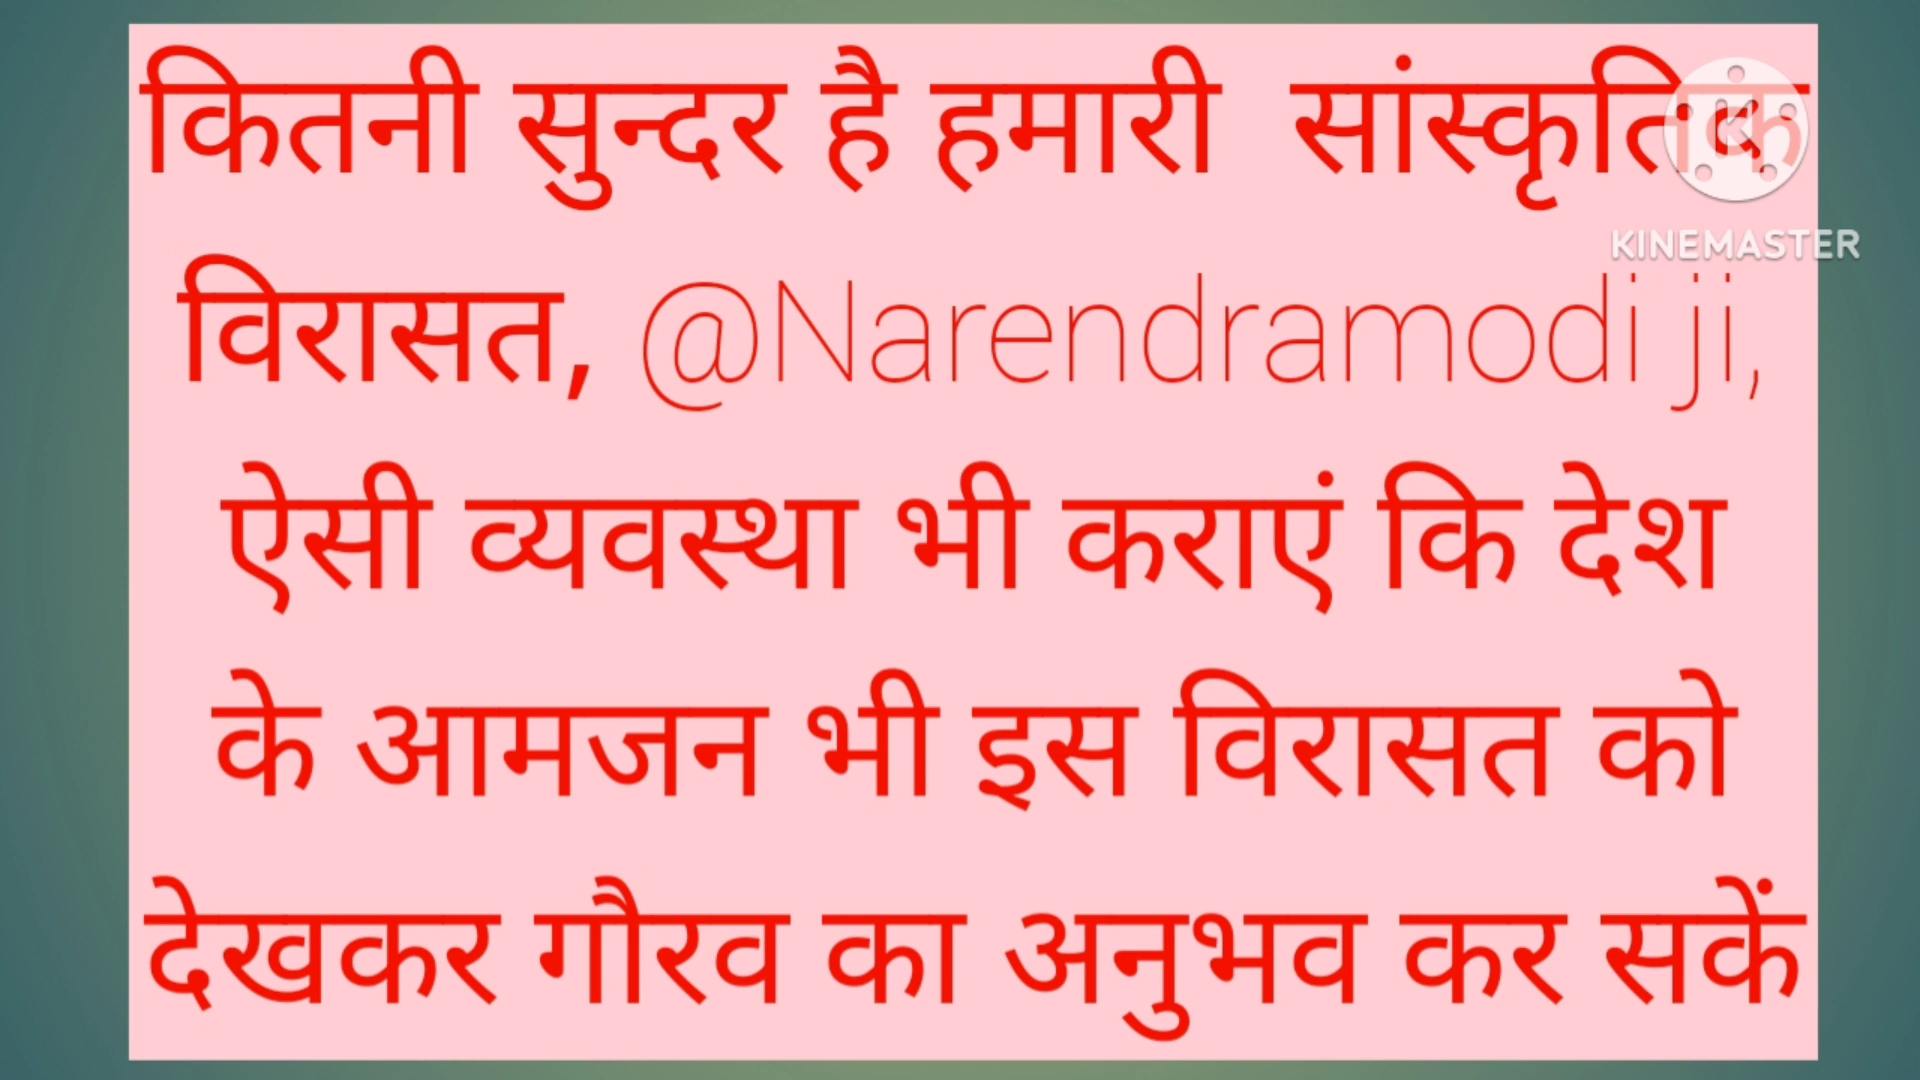 कितनी सुन्दर है हमारी सांस्कृतिक
KINEMASTER
विरासत, @Narendramodi ji,
ऐसी व्यवस्था भी कराएं कि देश
के आमजन भी इस विरासत को
देखकर गौरव का अनुभव कर सकें